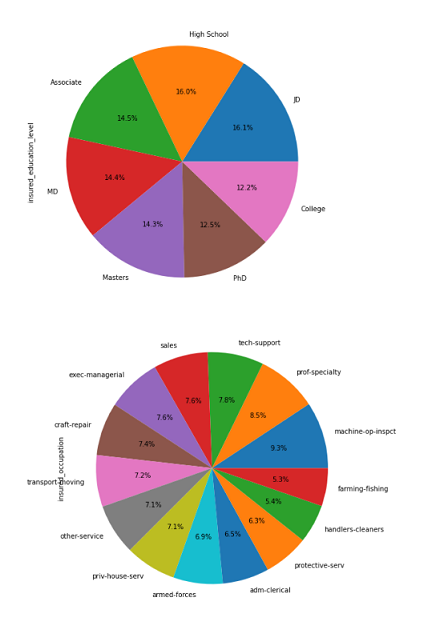 High School
Associate
JD
16.0%
16.1%
14.5%
insured_education_level
14.4%
12.2%
MD
College
14.3%
12.5%
Masters
PhD
sales
tech-support
exec-managerial
prof-specialty
7.6%
7.8%
7.6%
8.5%
craft-repair
machine-op-inspct
7.4%
9.3%
insured_occupation
transport-moving
7.2%
5.3%
farming-fishing
7.1%
5.4%
other-service
handlers-cleaners
7.1%
6.9%
6.5%
6.3%
priv-house-serv
protective-serv
armed-forces
adm-clerical